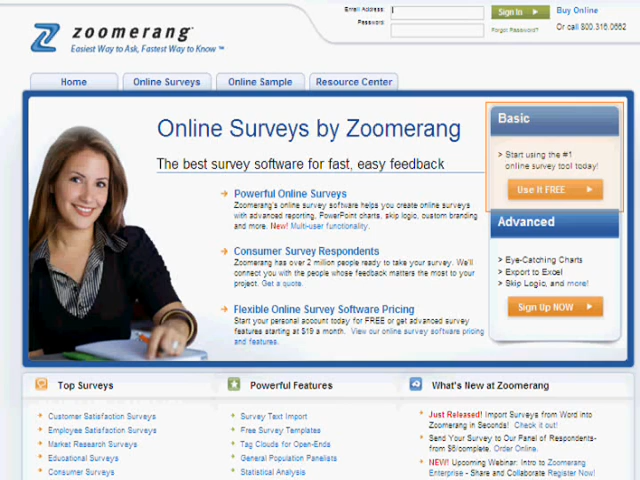 Email Address:
Sign In
Buy Online
Password:
Forgot Password?
Or call 800.316.0662
zoomerang
Easiest Way to Ask, Fastest Way to Know ™
Home
Online Surveys
Online Sample
Resource Center
Online Surveys by Zoomerang
The best survey software for fast, easy feedback
Powerful Online Surveys
Zoomerang's online survey software helps you create online surveys
with advanced reporting, PowerPoint charts, skip logic, custom branding
and more. New! Multi-user functionality.
Consumer Survey Respondents
Zoomerang has over 2 million people ready to take your survey. We'll
connect you with the people whose feedback matters the most to your
project. Get a quote.
Flexible Online Survey Software Pricing
Start your personal account today for FREE or get advanced survey
features starting at $19 a month. View our online survey software pricing
and features.
Basic
> Start using the #1
online survey tool today!
Use It FREE
Advanced
> Eye-Catching Charts
> Export to Excel
> Skip Logic, and more!
Sign Up NOW
Top Surveys
Customer Satisfaction Surveys
Employee Satisfaction Surveys
Market Research Surveys
Educational Surveys
Consumer Surveys
Powerful Features
Survey Text Import
Free Survey Templates
Tag Clouds for Open-Ends
General Population Panelists
Statistical Analysis
What's New at Zoomerang
Just Released! Import Surveys from Word into
Zoomerang in Seconds! Check it out!
Send Your Survey to Our Panel of Respondents-
from $6/complete. Order Online.
NEW! Upcoming Webinar: Intro to Zoomerang
Enterprise - Share and Collaborate Register Now!